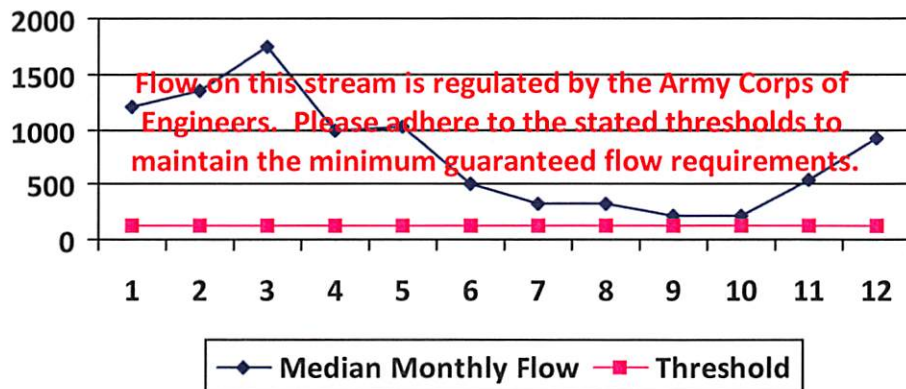 2000
1500
1000
500
0
Flow on this stream is regulated by the Army Corps of
Engineers. Please adhere to the stated thresholds to
maintain the minimum guaranteed flow requirements.
1 2 3 4 5 6 7 8 9 10 11 12
Median Monthly Flow Threshold